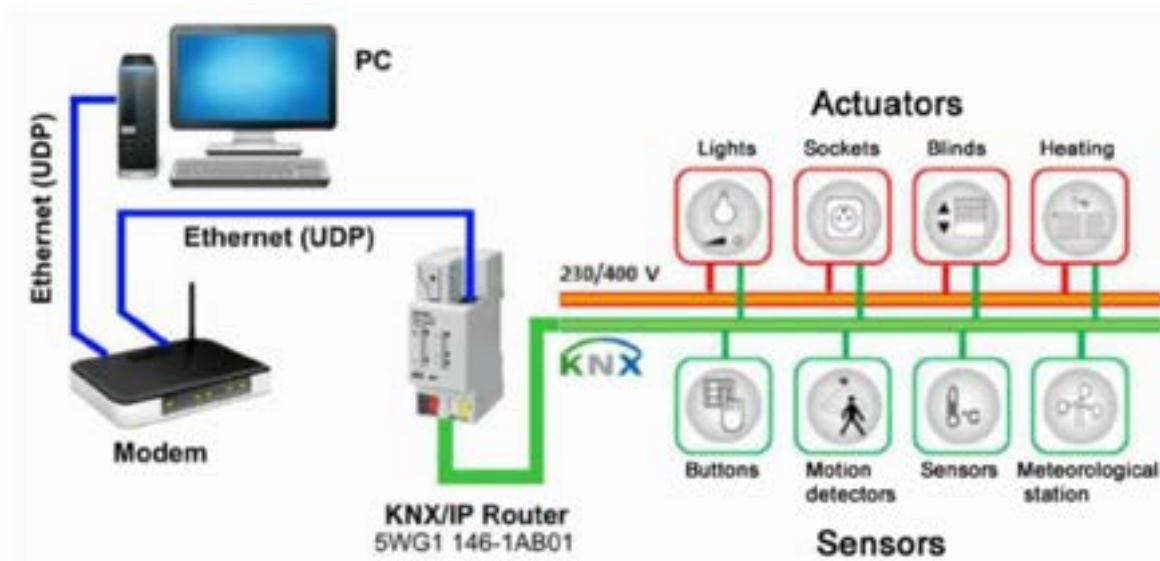 PC
Ethernet (UDP)
Ethernet (UDP)
Modem
KNX/IP Router
5WG1 146-1AB01
Actuators
Lights
Sockets
Blinds
Heating
230/400 V
KNX
°C
Buttons
Motion
detectors
Sensors
Meteorological
station
Sensors